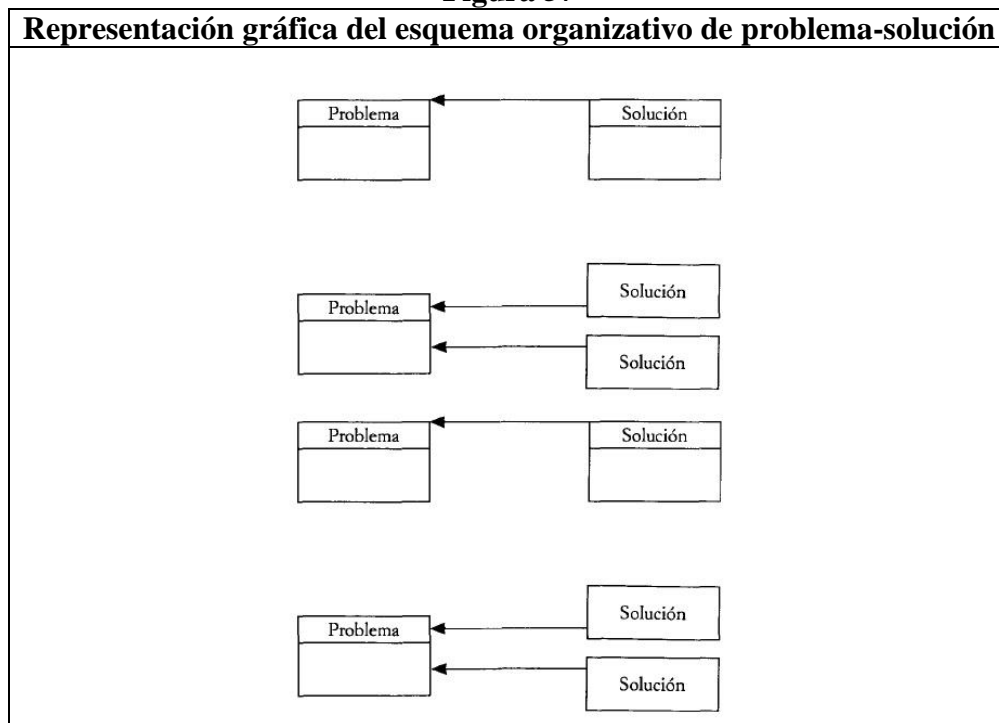 Representación gráfica del esquema organizativo de problema-solución
Problema
Solución
Solución
Problema
Solución
Problema
Solución
Solución
Problema
Solución